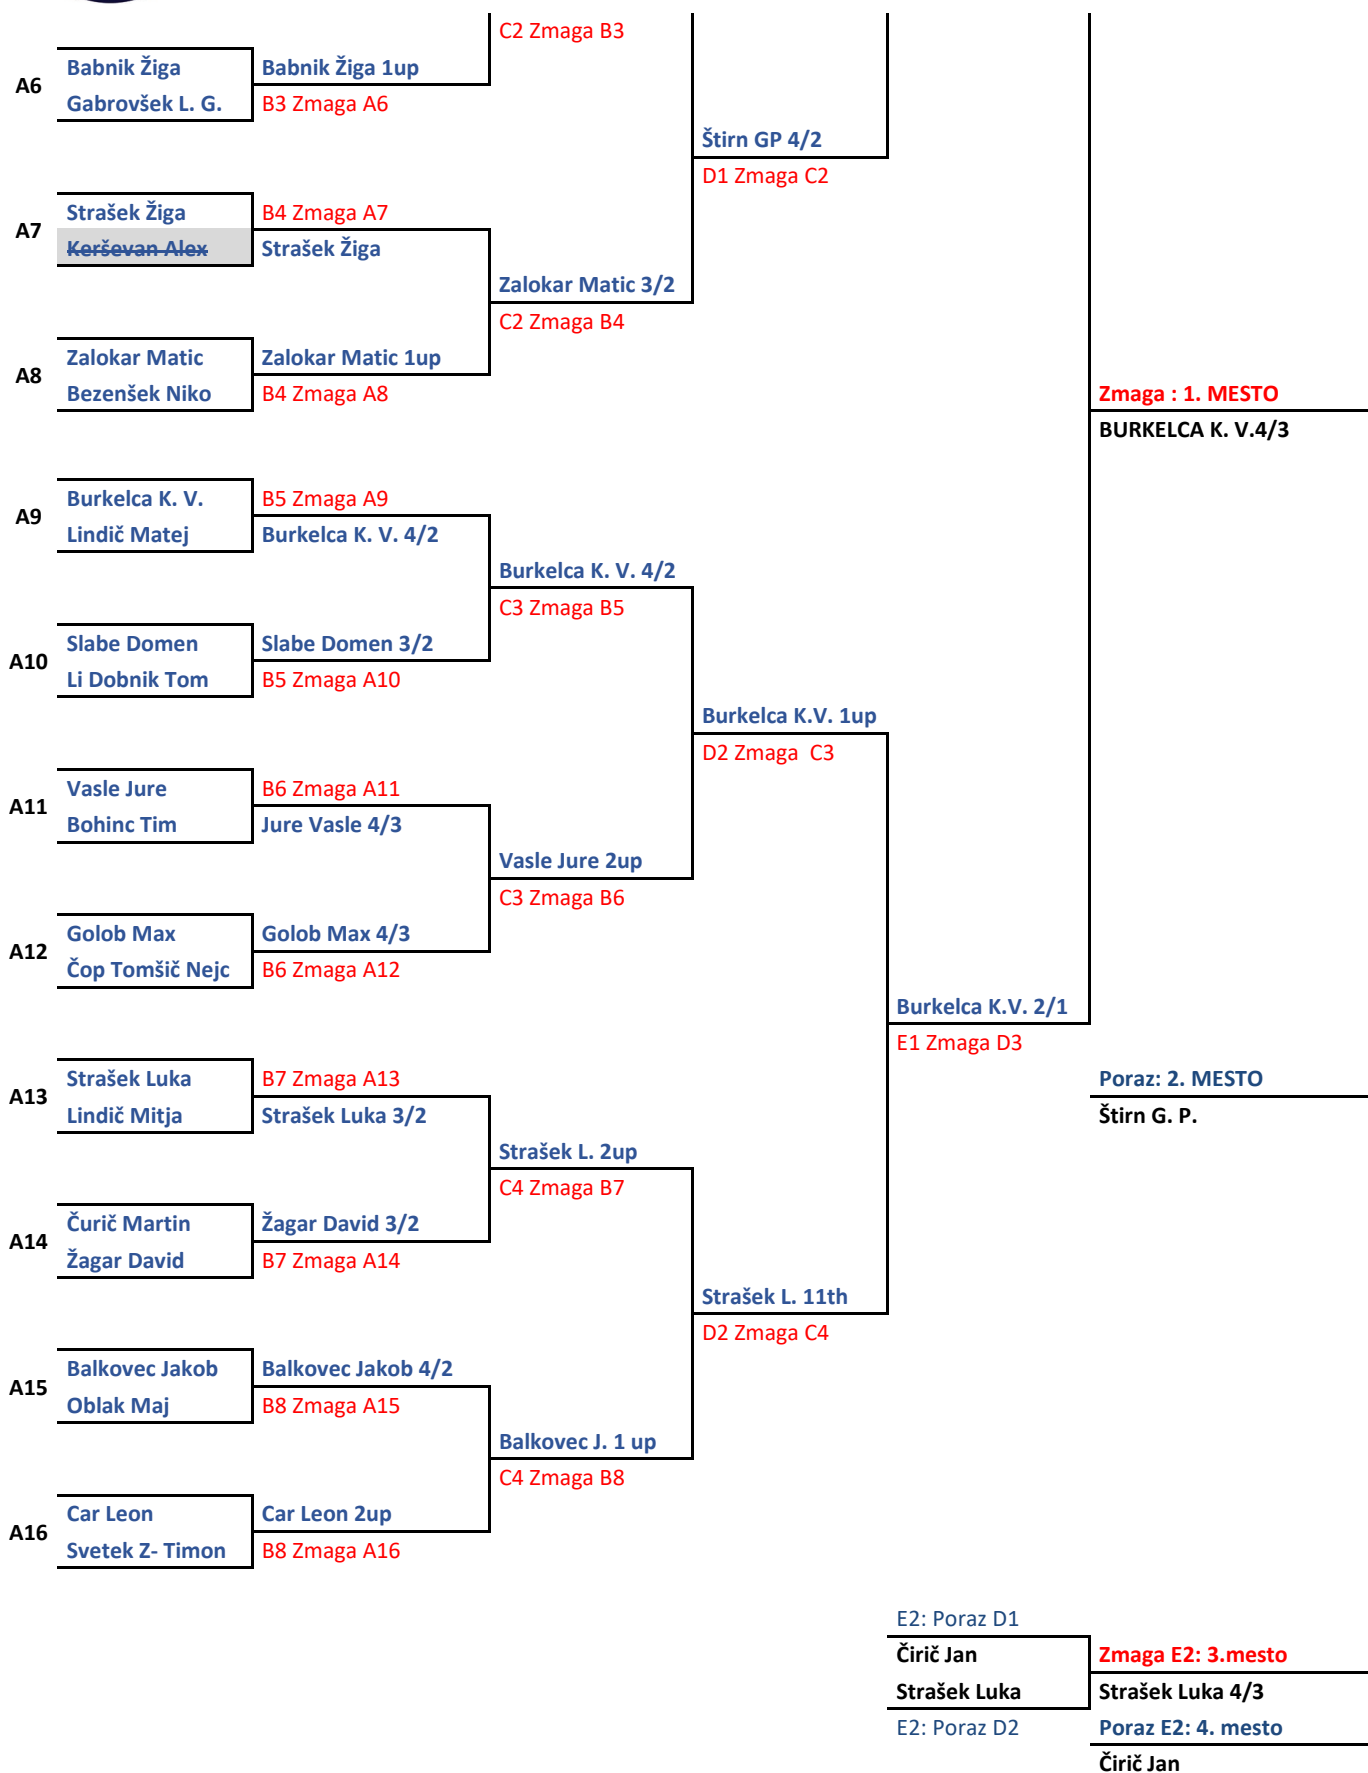 C2 Zmaga B3
A6
Babnik Žiga
Gabrovšek L. G.
Babnik Žiga 1up
B3 Zmaga A6
Štirn GP 4/2
D1 Zmaga C2
A7
Strašek Žiga
Kerševan Alex
B4 Zmaga A7
Strašek Žiga
Zalokar Matic 3/2
C2 Zmaga B4
A8
Zalokar Matic
Bezenšek Niko
Zalokar Matic 1up
B4 Zmaga A8
Zmaga : 1. MESTO
BURKELCA K. V.4/3
A9
Burkelca K. V.
Lindič Matej
B5 Zmaga A9
Burkelca K. V. 4/2
Burkelca K. V. 4/2
C3 Zmaga B5
A10
Slabe Domen
Li Dobnik Tom
Slabe Domen 3/2
B5 Zmaga A10
Burkelca K.V. 1up
D2 Zmaga  C3
A11
Vasle Jure
Bohinc Tim
B6 Zmaga A11
Jure Vasle 4/3
Vasle Jure 2up
C3 Zmaga B6
A12
Golob Max
Čop Tomšič Nejc
Golob Max 4/3
B6 Zmaga A12
Burkelca K.V. 2/1
E1 Zmaga D3
A13
Strašek Luka
Lindič Mitja
B7 Zmaga A13
Strašek Luka 3/2
Poraz: 2. MESTO
Štirn G. P.
Strašek L. 2up
C4 Zmaga B7
A14
Čurič Martin
Žagar David
Žagar David 3/2
B7 Zmaga A14
Strašek L. 11th
D2 Zmaga C4
A15
Balkovec Jakob
Oblak Maj
Balkovec Jakob 4/2
B8 Zmaga A15
Balkovec J. 1 up
C4 Zmaga B8
A16
Car Leon
Svetek Z- Timon
Car Leon 2up
B8 Zmaga A16
E2: Poraz D1
Čirič Jan
Strašek Luka
E2: Poraz D2
Zmaga E2: 3.mesto
Strašek Luka 4/3
Poraz E2: 4. mesto
Čirič Jan